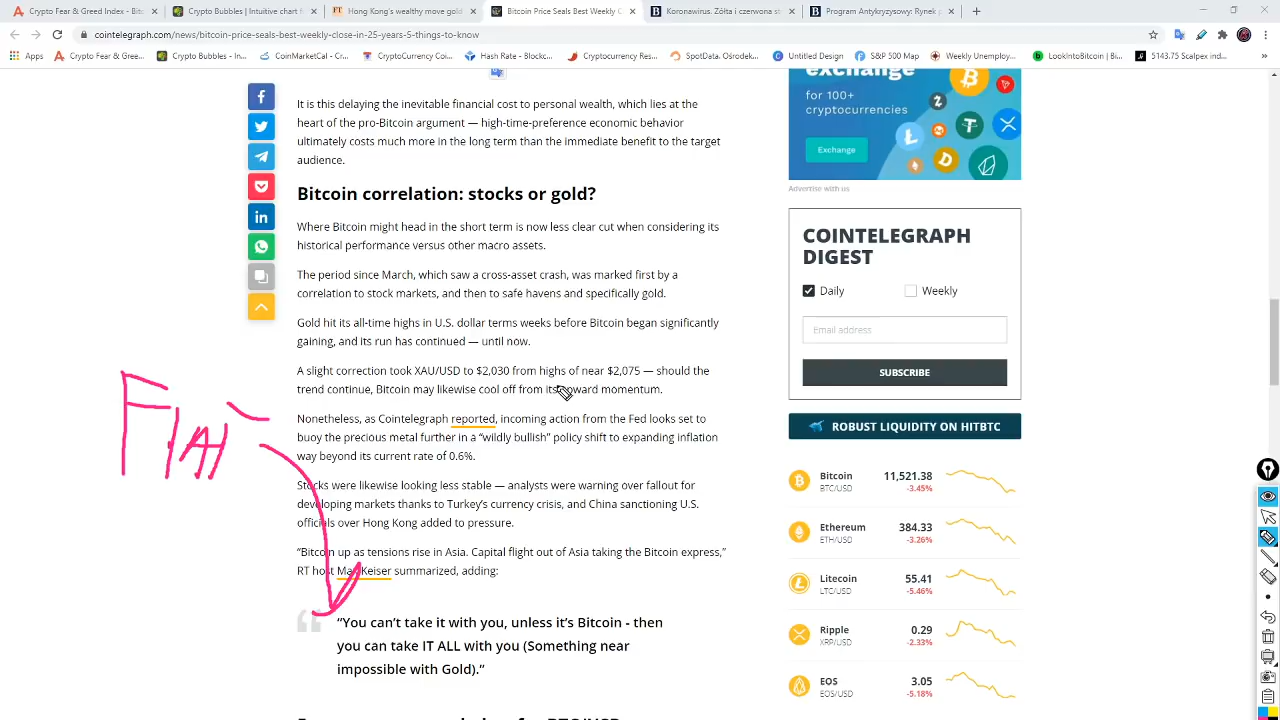 Crypto Fear & Greed Index - Bitc
Crypto Bubbles | Intuitive chart f
Hong Kong's wealthy move gold
Bitcoin Price Seals Best Weekly C
Koronawirus. Żółta i czerwona st
Program Antykryzysowy: Rynek p
cointelegraph.com/news/bitcoin-price-seals-best-weekly-close-in-25-years-5-things-to-know
Apps
Crypto Fear & Gree...
Crypto Bubbles - In...
CoinMarketCal - Cr...
CryptoCurrency Ga...
Hash Rate - Blockc...
Cryptocurrency Res...
SpotData. Ośrodek...
Untitled Design
S&P 500 Map
Weekly Unemploy...
LookIntoBitcoin | Bi...
5143.75 Scalpex ind...
»
It is this delaying the inevitable financial cost to personal wealth, which lies at the
of the pro-Bitcoin argument — high-time-preference economic behavior
ultimately costs much more in the long term than the immediate benefit to the target
audience.
Bitcoin correlation: stocks or gold?
Where Bitcoin might head in the short term is now less clear cut when considering its
historical performance versus other macro assets.
The period since March, which saw a cross-asset crash, was marked first by a
correlation to stock markets, and then to safe havens and specifically gold.
Gold hit its all-time highs in U.S. dollar terms weeks before Bitcoin began significantly
gaining, and its run has continued — until now.
slight correction took XAU/USD to $2,030 from highs of near $2,075 — should the
trend continue, Bitcoin may likewise cool off from its upward momentum.
Nonetheless, as Cointelegraph reported, incoming action from the Fed looks set to
buoy the precious metal further in a “wildly bullish” policy shift to expanding inflation
way beyond its current rate of 0.6%.
Stocks were likewise looking less stable — analysts were warning over fallout for
developing markets thanks to Turkey’s currency crisis, and China sanctioning U.S.
officials over Hong Kong added to pressure.
“Bitcoin up as tensions rise in Asia. Capital flight out of Asia taking the Bitcoin express,”
RT host Max Keiser summarized, adding:
“You can’t take it with you, unless it’s Bitcoin - then
you can take IT ALL with you (Something near
impossible with Gold).”
exchange
for 100+
cryptocurrencies
Exchange
Advertise with us
COINTELEGRAPH
DIGEST
Daily
Weekly
Email address
SUBSCRIBE
ROBUST LIQUIDITY ON HITBTC
Bitcoin 11,521.38
BTC/USD -3.45%
Ethereum 384.33
ETH/USD -3.26%
Litecoin 55.41
LTC/USD -5.46%
Ripple 0.29
XRP/USD -2.33%
EOS 3.05
EOS/USD -5.18%